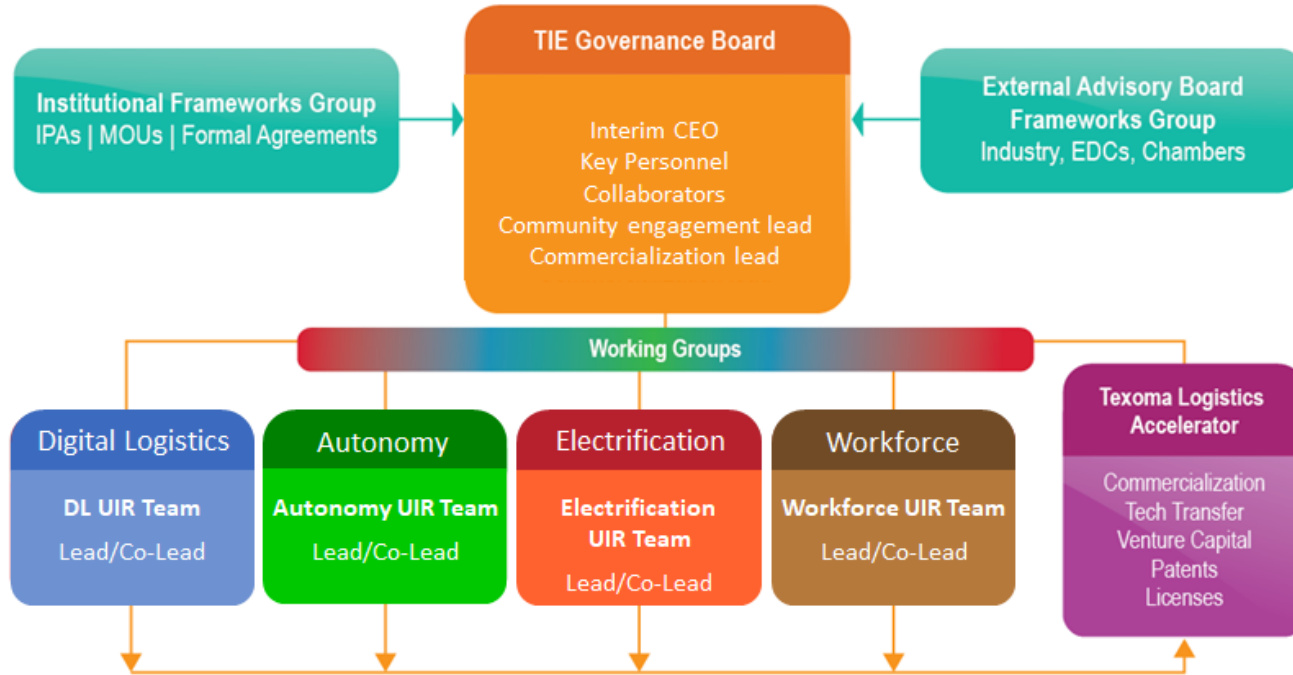 TIE Governance Board
Interim CEO
Key Personnel
Collaborators
Community engagement lead
Commercialization lead
Institutional Frameworks Group
IPAs | MOUs | Formal Agreements
External Advisory Board
Frameworks Group
Industry, EDCs, Chambers
Working Groups
Digital Logistics
DL UIR Team
Lead/Co-Lead
Autonomy
Autonomy UIR Team
Lead/Co-Lead
Electrification
Electrification
UIR Team
Lead/Co-Lead
Workforce
Workforce UIR Team
Lead/Co-Lead
Texoma Logistics
Accelerator
Commercialization
Tech Transfer
Venture Capital
Patents
Licenses